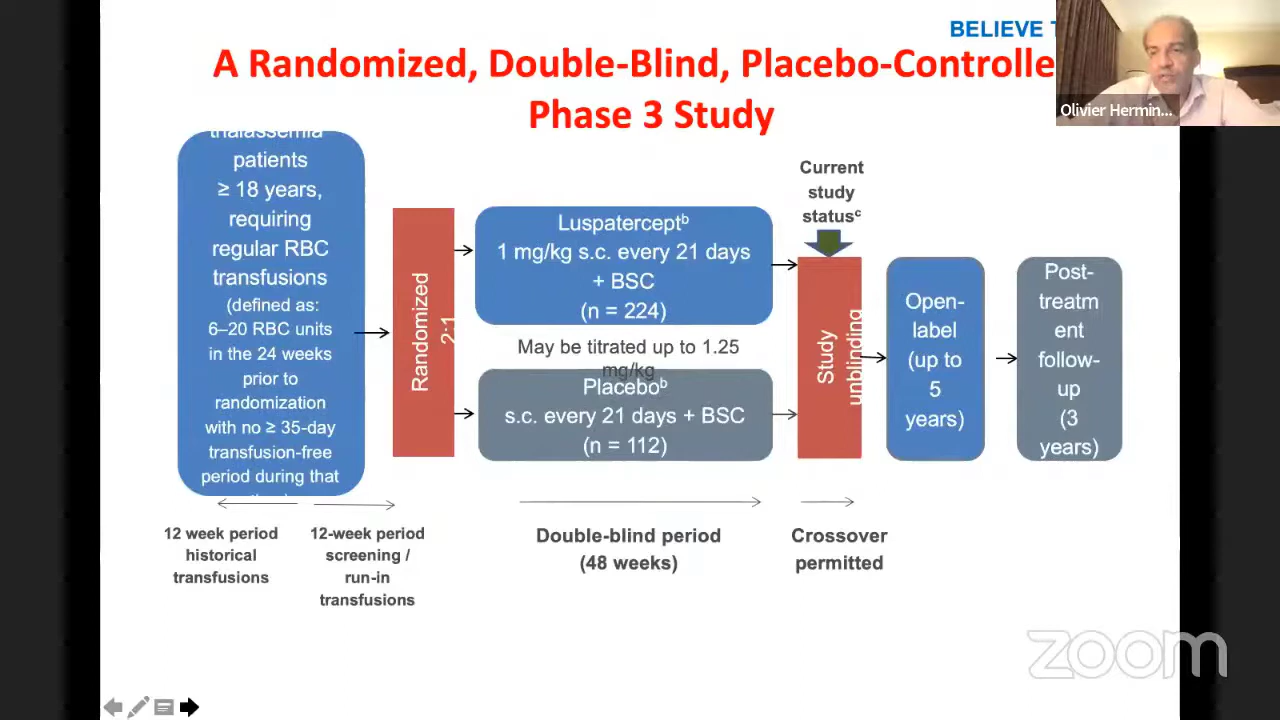 BELIEVE
A Randomized, Double-Blind, Placebo-Controlle
Phase 3 Study
Olivier Hermin...
thalassemia
patients
≥ 18 years,
requiring
regular RBC
transfusions
(defined as:
6–20 RBC units
in the 24 weeks
prior to
randomization
with no ≥ 35-day
transfusion-free
period during that
Randomized
2:1
Luspaterceptᵇ
1 mg/kg s.c. every 21 days
+ BSC
(n = 224)
May be titrated up to 1.25
mg/kg
Placeboᵇ
s.c. every 21 days + BSC
(n = 112)
Current
study
statusᶜ
Study
unblinding
Open-
label
(up to
5
years)
Post-
treatm
ent
follow-
up
(3
years)
12 week period
historical
transfusions
12-week period
screening /
run-in
transfusions
Double-blind period
(48 weeks)
Crossover
permitted
zoom